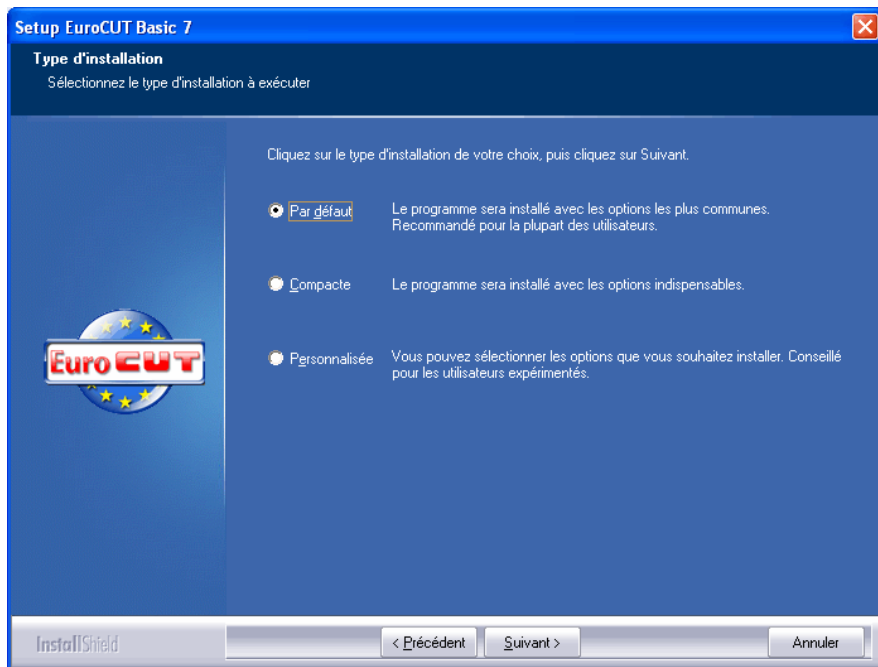 Setup EuroCUT Basic 7
Type d'installation
Sélectionnez le type d'installation à exécuter
Cliquez sur le type d'installation de votre choix, puis cliquez sur Suivant.
Par défaut
Le programme sera installé avec les options les plus communes.
Recommandé pour la plupart des utilisateurs.
Compacte
Le programme sera installé avec les options indispensables.
Personnalisée
Vous pouvez sélectionner les options que vous souhaitez installer. Conseillé
pour les utilisateurs expérimentés.
Euro CUT
InstallShield
< Précédent
Suivant >
Annuler